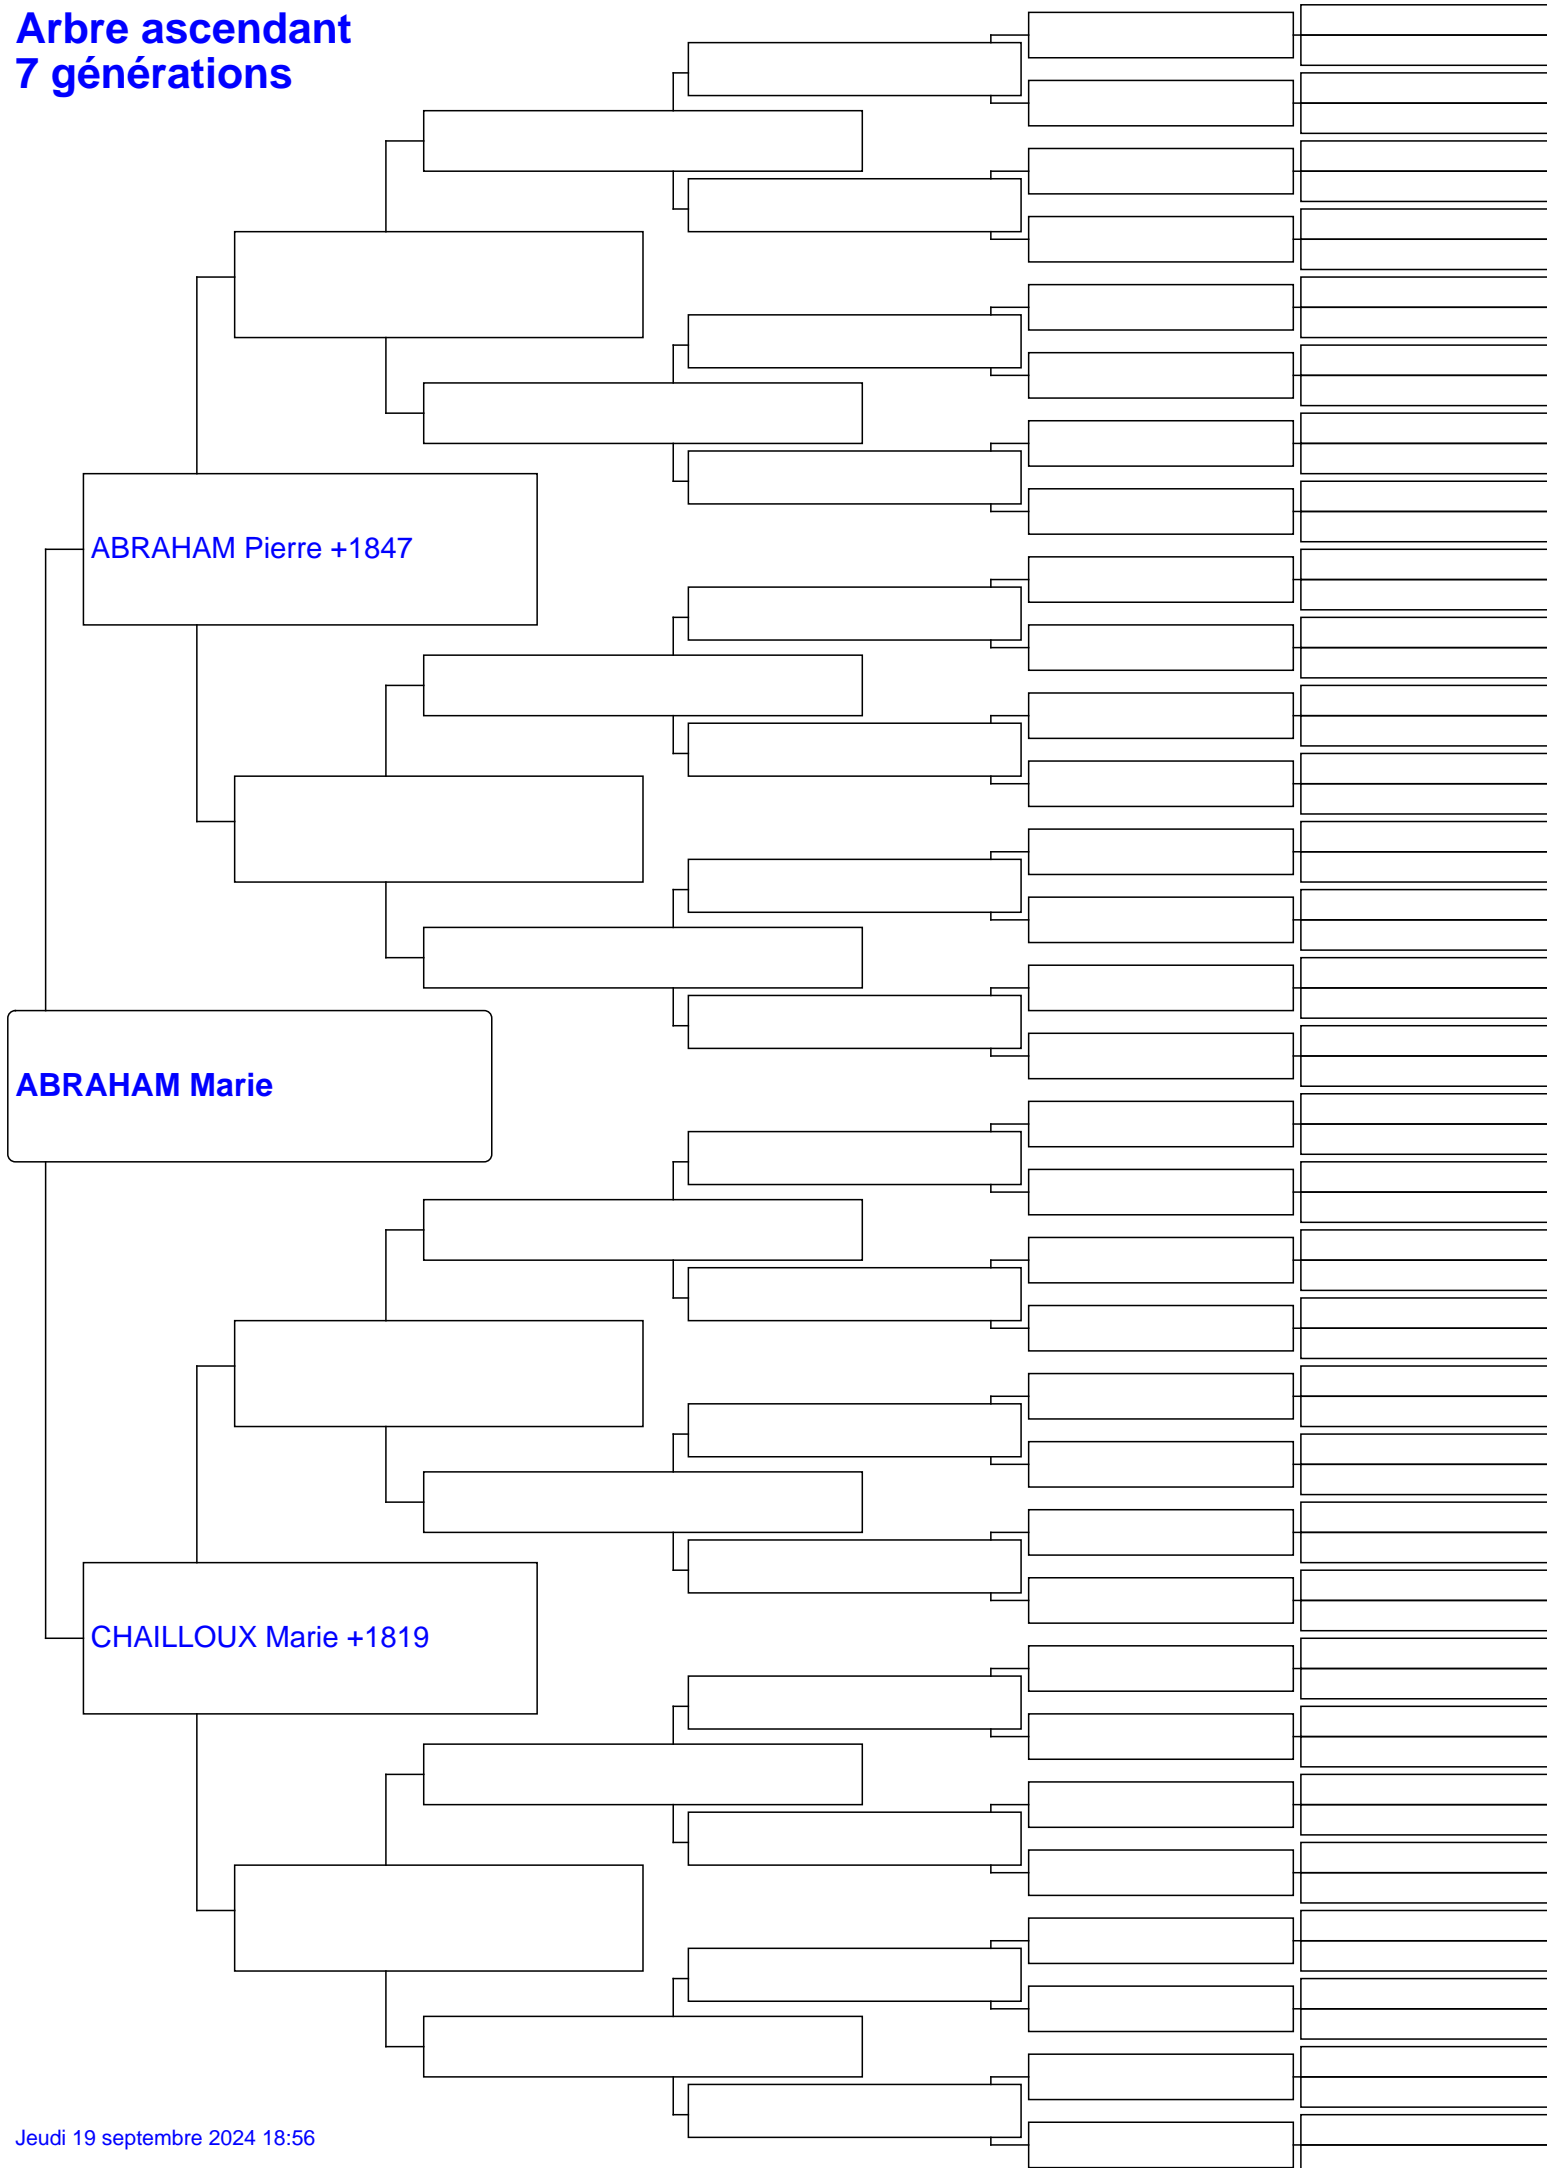 Arbre ascendant
7 générations
ABRAHAM Pierre +1847
ABRAHAM Marie
CHAILLOUX Marie +1819
Jeudi 19 septembre 2024 18:56